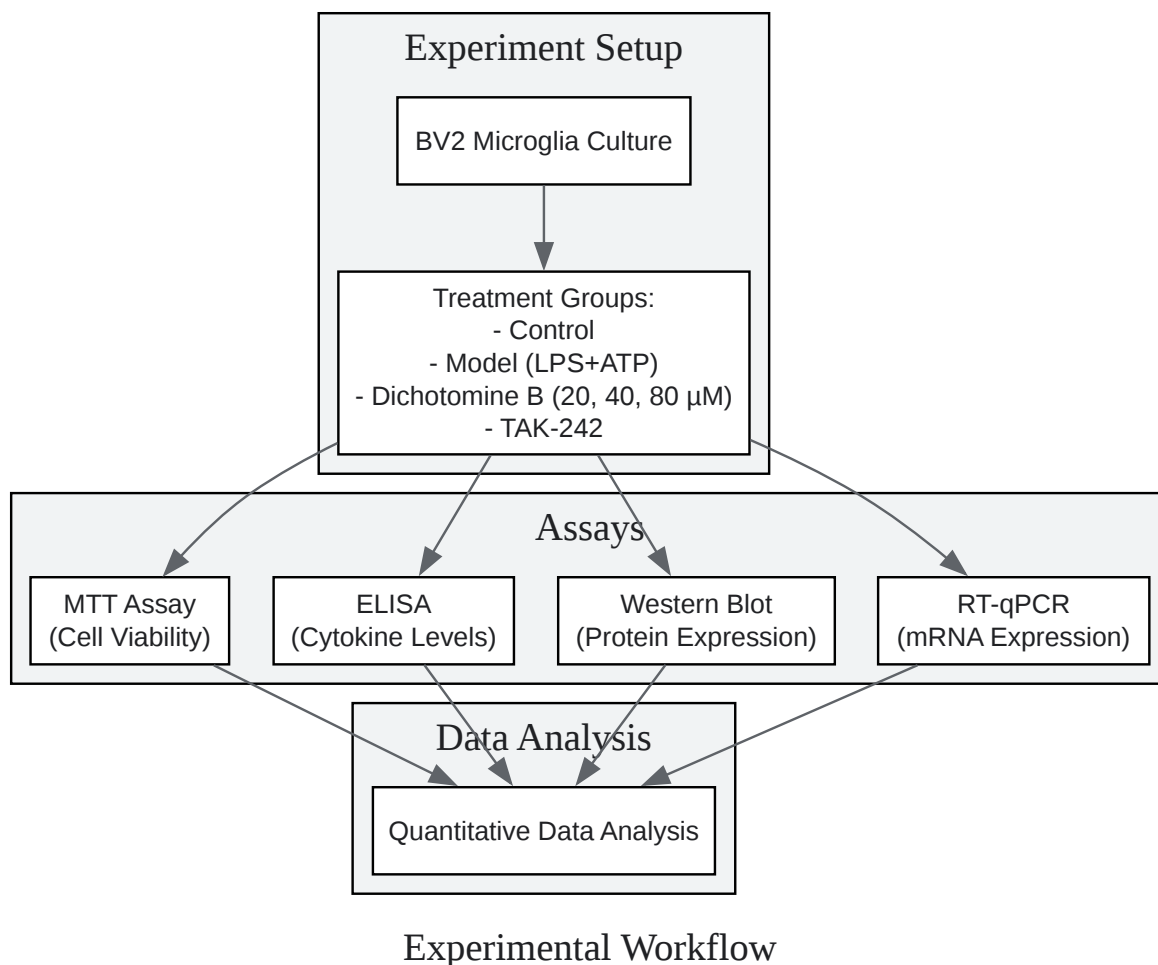 Experiment Setup
BV2 Microglia Culture
Treatment Groups:
- Control
- Model (LPS+ATP)
- Dichotomine B (20, 40, 80 µM)
- TAK-242
Assays
MTT Assay
(Cell Viability)
ELISA
(Cytokine Levels)
Western Blot
(Protein Expression)
RT-qPCR
(mRNA Expression)
Data Analysis
Quantitative Data Analysis
Experimental Workflow